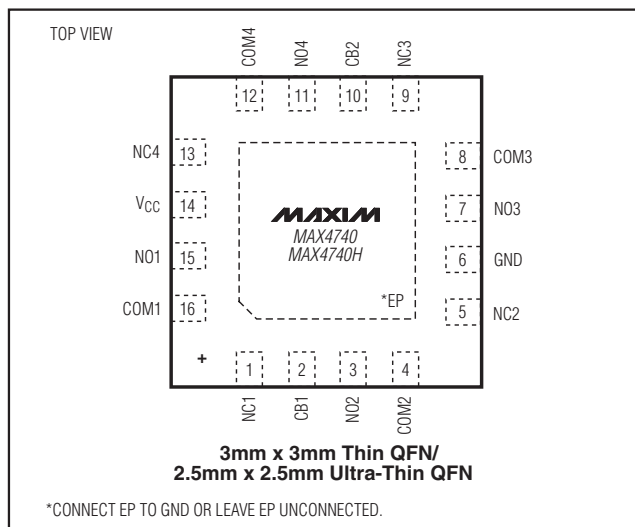 TOP VIEW
COM4
NO4
CB2
NC3
12
11
10
9
NC4 13
8 COM3
VCC 14
7 NO3
MAXIM
MAX4740
MAX4740H
NO1 15
6 GND
*EP
COM1 16
5 NC2
+
1
2
3
4
NC1
CB1
NO2
COM2
3mm x 3mm Thin QFN/
2.5mm x 2.5mm Ultra-Thin QFN
*CONNECT EP TO GND OR LEAVE EP UNCONNECTED.